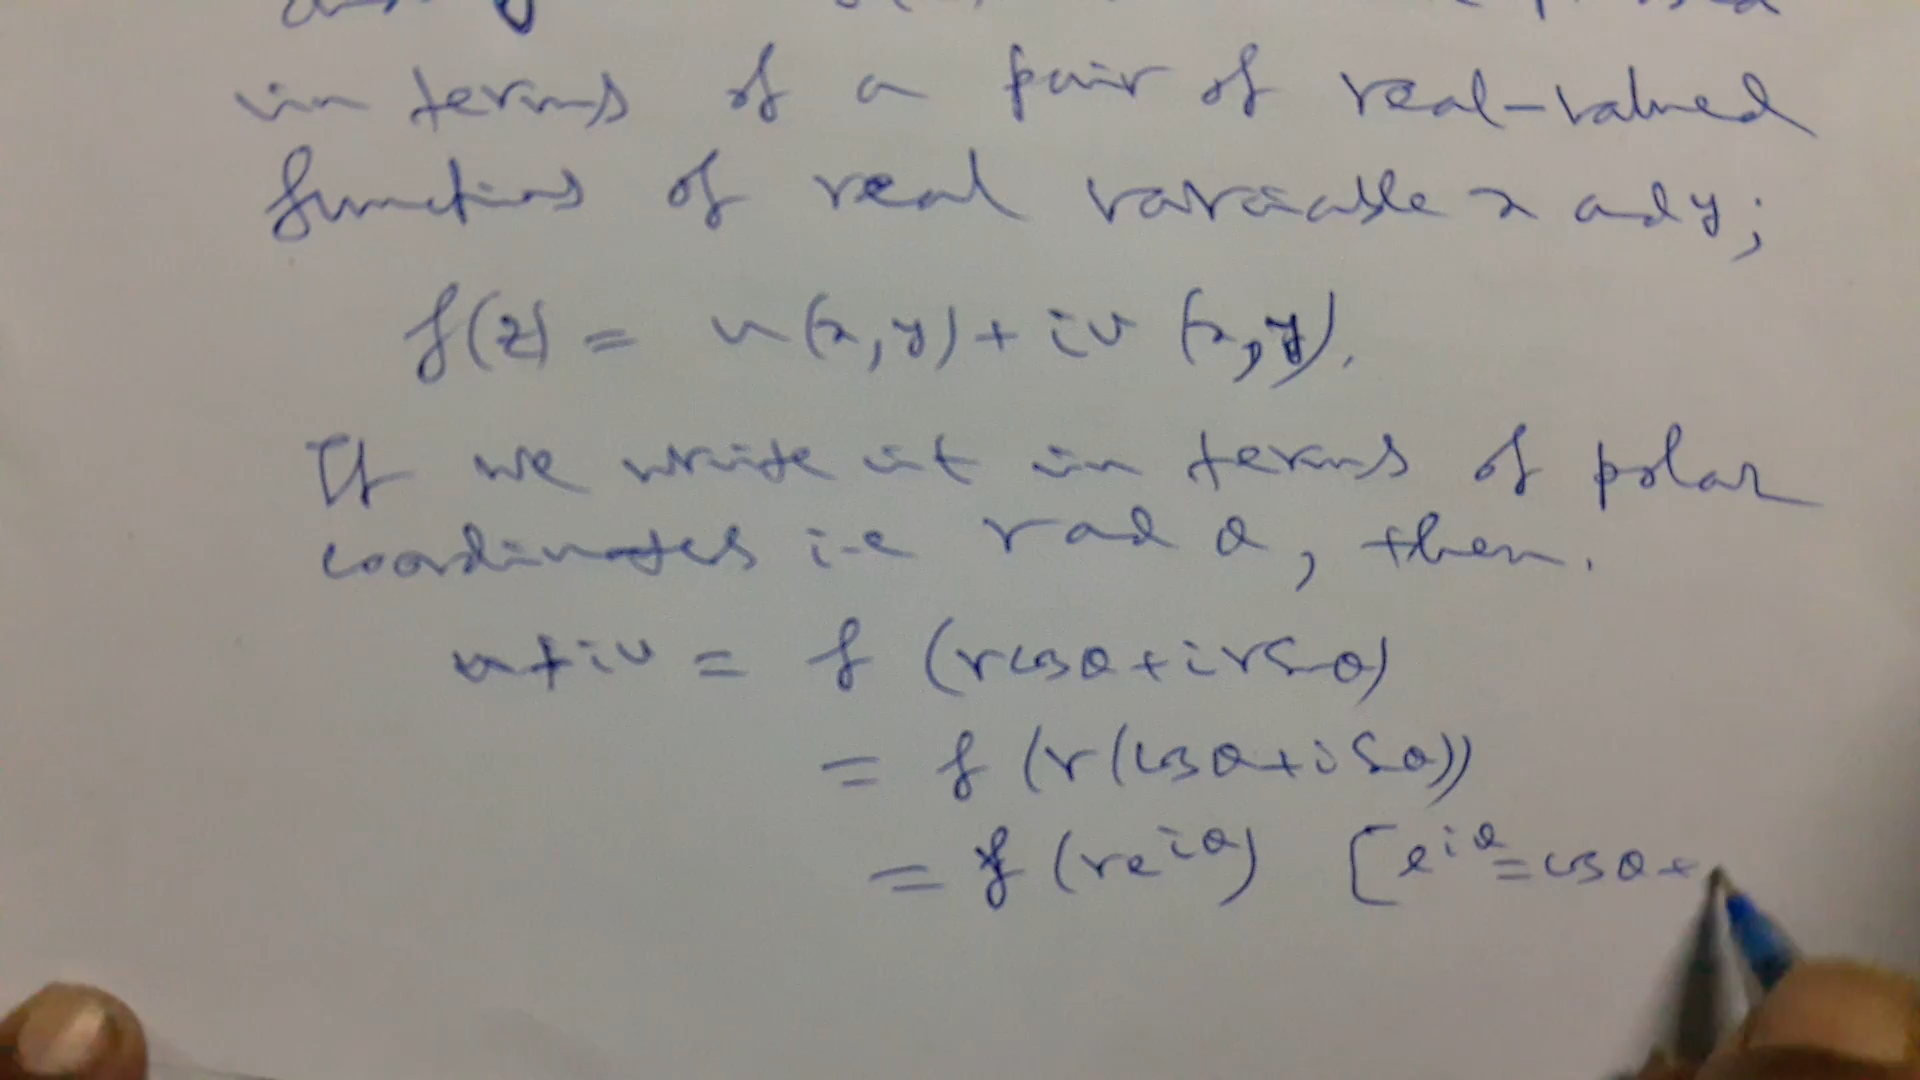 in terms of a pair of real-valued
functions of real variable x and y;
f(z) = u(x,y)+iv (x,y).
If we write it in terms of polar
coordinates i.e r and θ, then.
u+iv = f (rcosθ+irSinθ)
= f (r(cosθ+iSinθ))
= f (re^{iθ}) [e^{iθ}=cosθ+